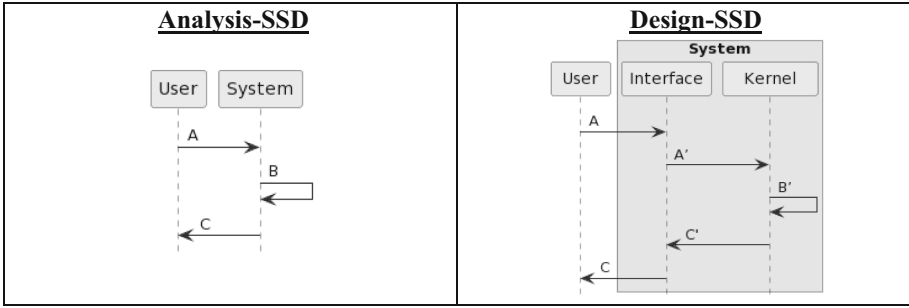 Analysis-SSD
User
System
A
B
C
Design-SSD
System
User
Interface
Kernel
A
A’
B’
C'
C